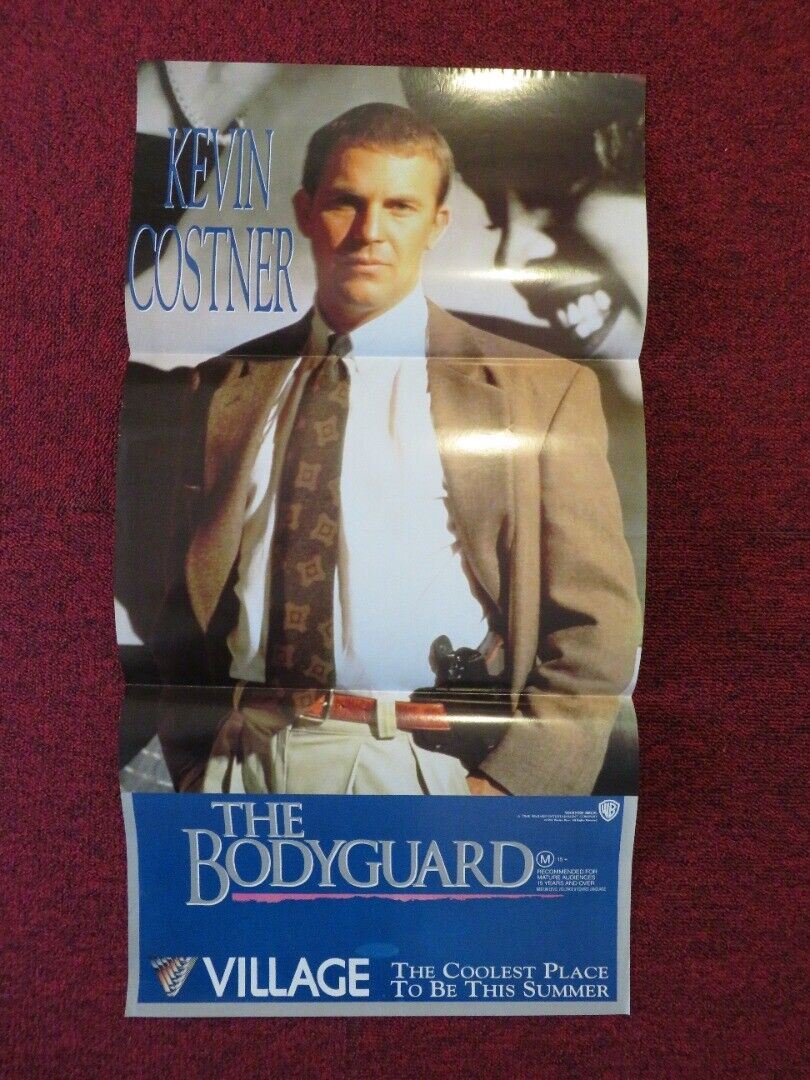 KEVIN
COSTNER
THE
BODYGUARD
M 15+
RECOMMENDED FOR
MATURE AUDIENCES
15 YEARS AND OVER
VILLAGE
THE COOLEST PLACE
TO BE THIS SUMMER